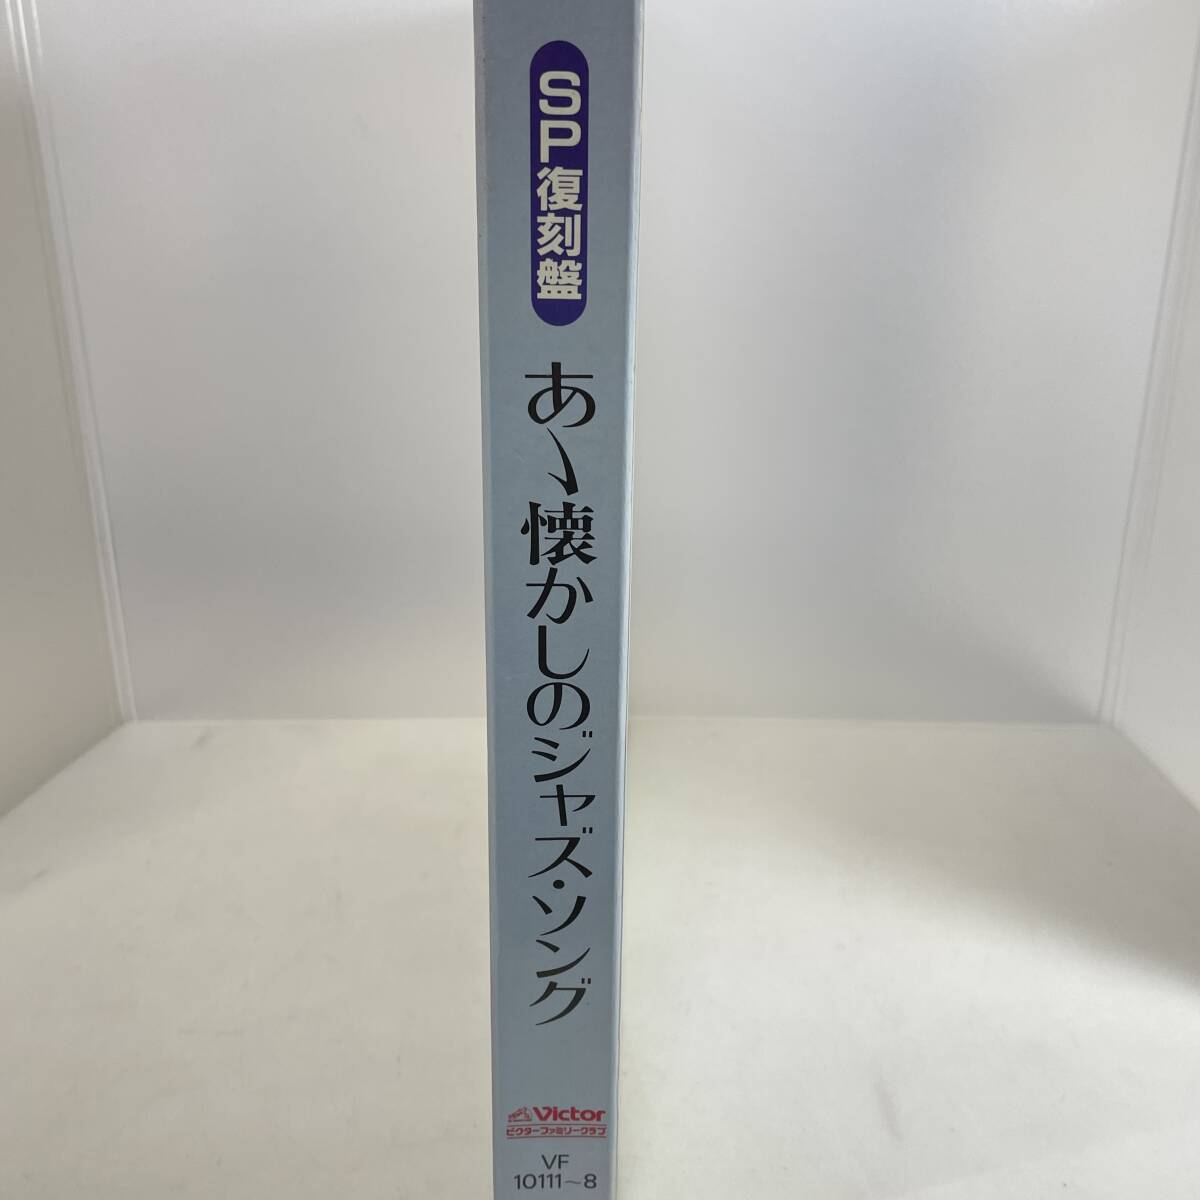 SP復刻盤
あゝ懐かしのジャズ・ソング
Victor
ビクターファミリークラブ
VF
10111～8